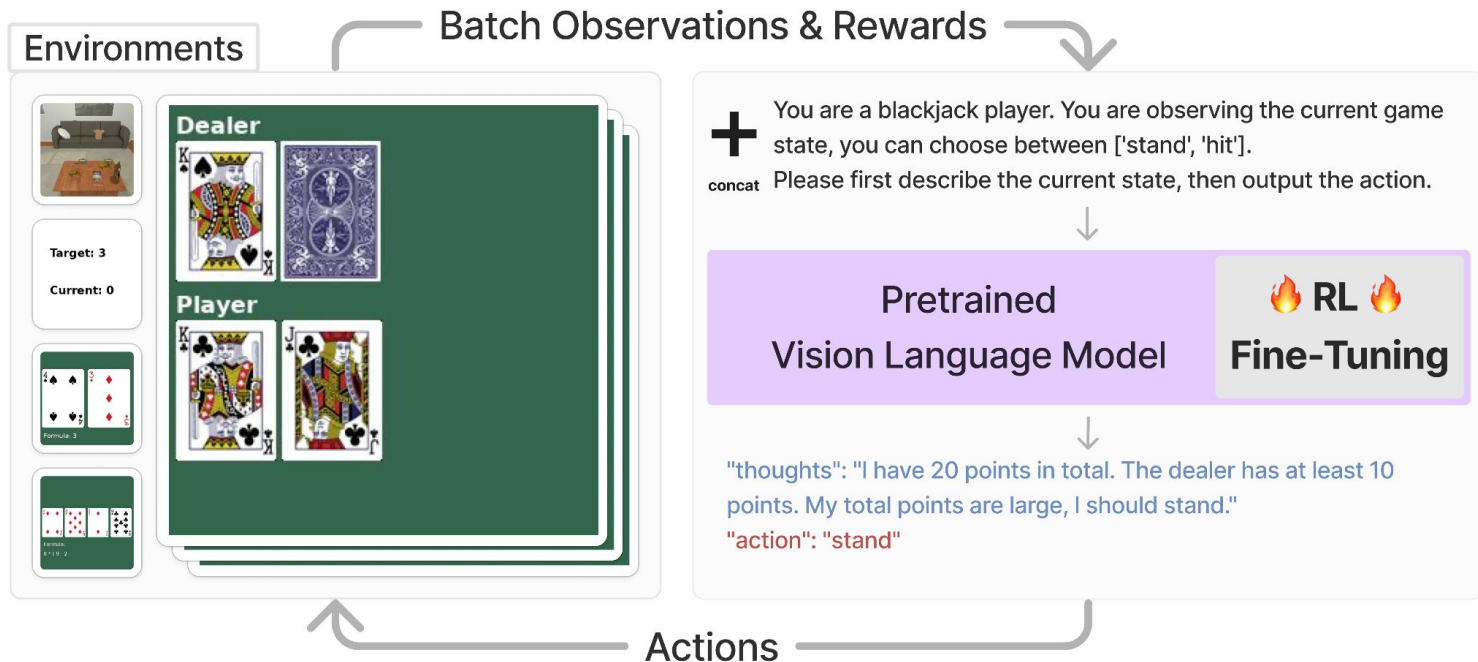 Batch Observations & Rewards
Environments
Target: 3
Current: 0
Formula: 3
Formula:
Dealer
K
K
Player
K
K
J
J
+
concat
You are a blackjack player. You are observing the current game
state, you can choose between ['stand', 'hit'].
Please first describe the current state, then output the action.
Pretrained
Vision Language Model
🔥 RL 🔥
Fine-Tuning
"thoughts": "I have 20 points in total. The dealer has at least 10
points. My total points are large, I should stand."
"action": "stand"
Actions